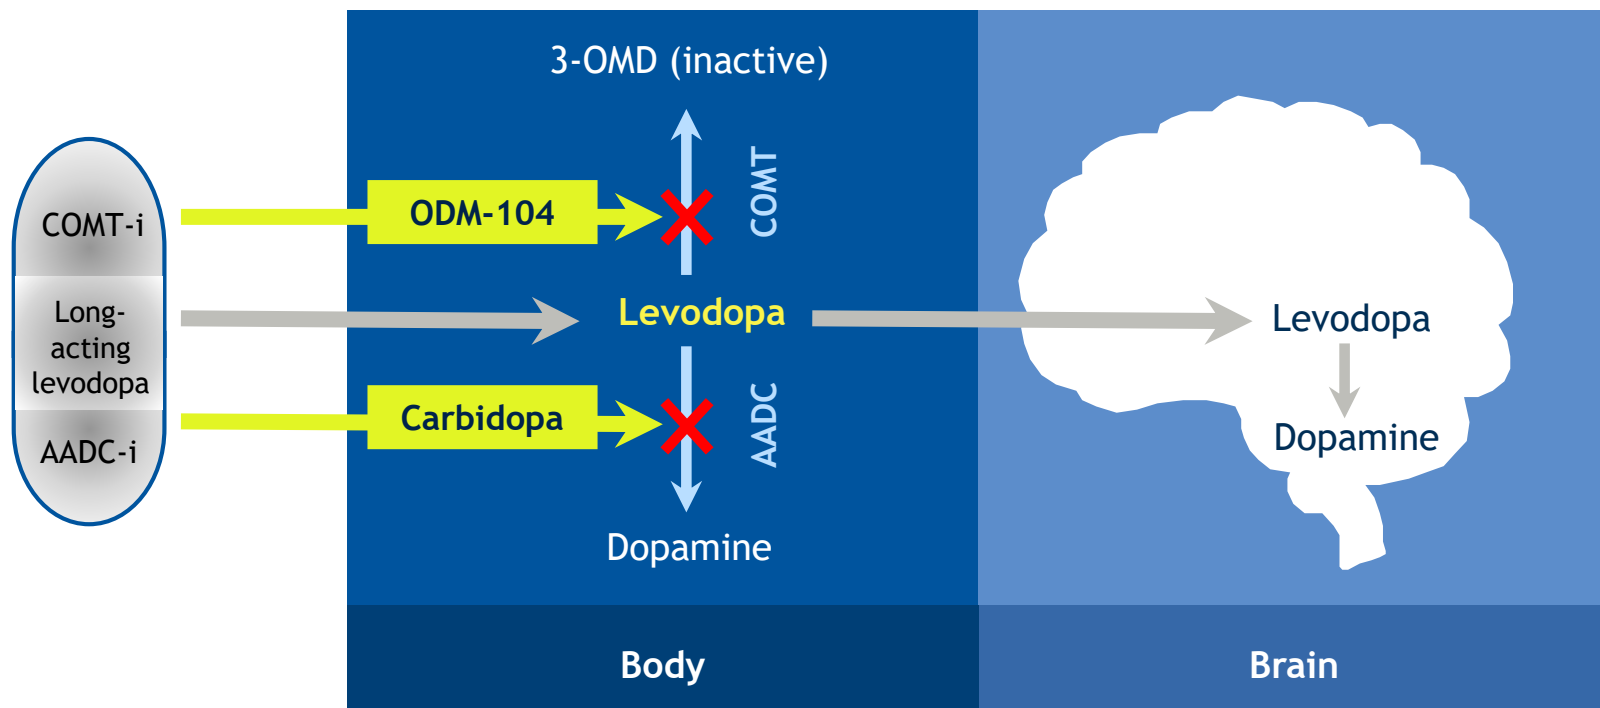 3-OMD (inactive)
COMT-i
ODM-104
COMT
Long-
acting
levodopa
Levodopa
Levodopa
AADC-i
Carbidopa
AADC
Dopamine
Dopamine
Body
Brain